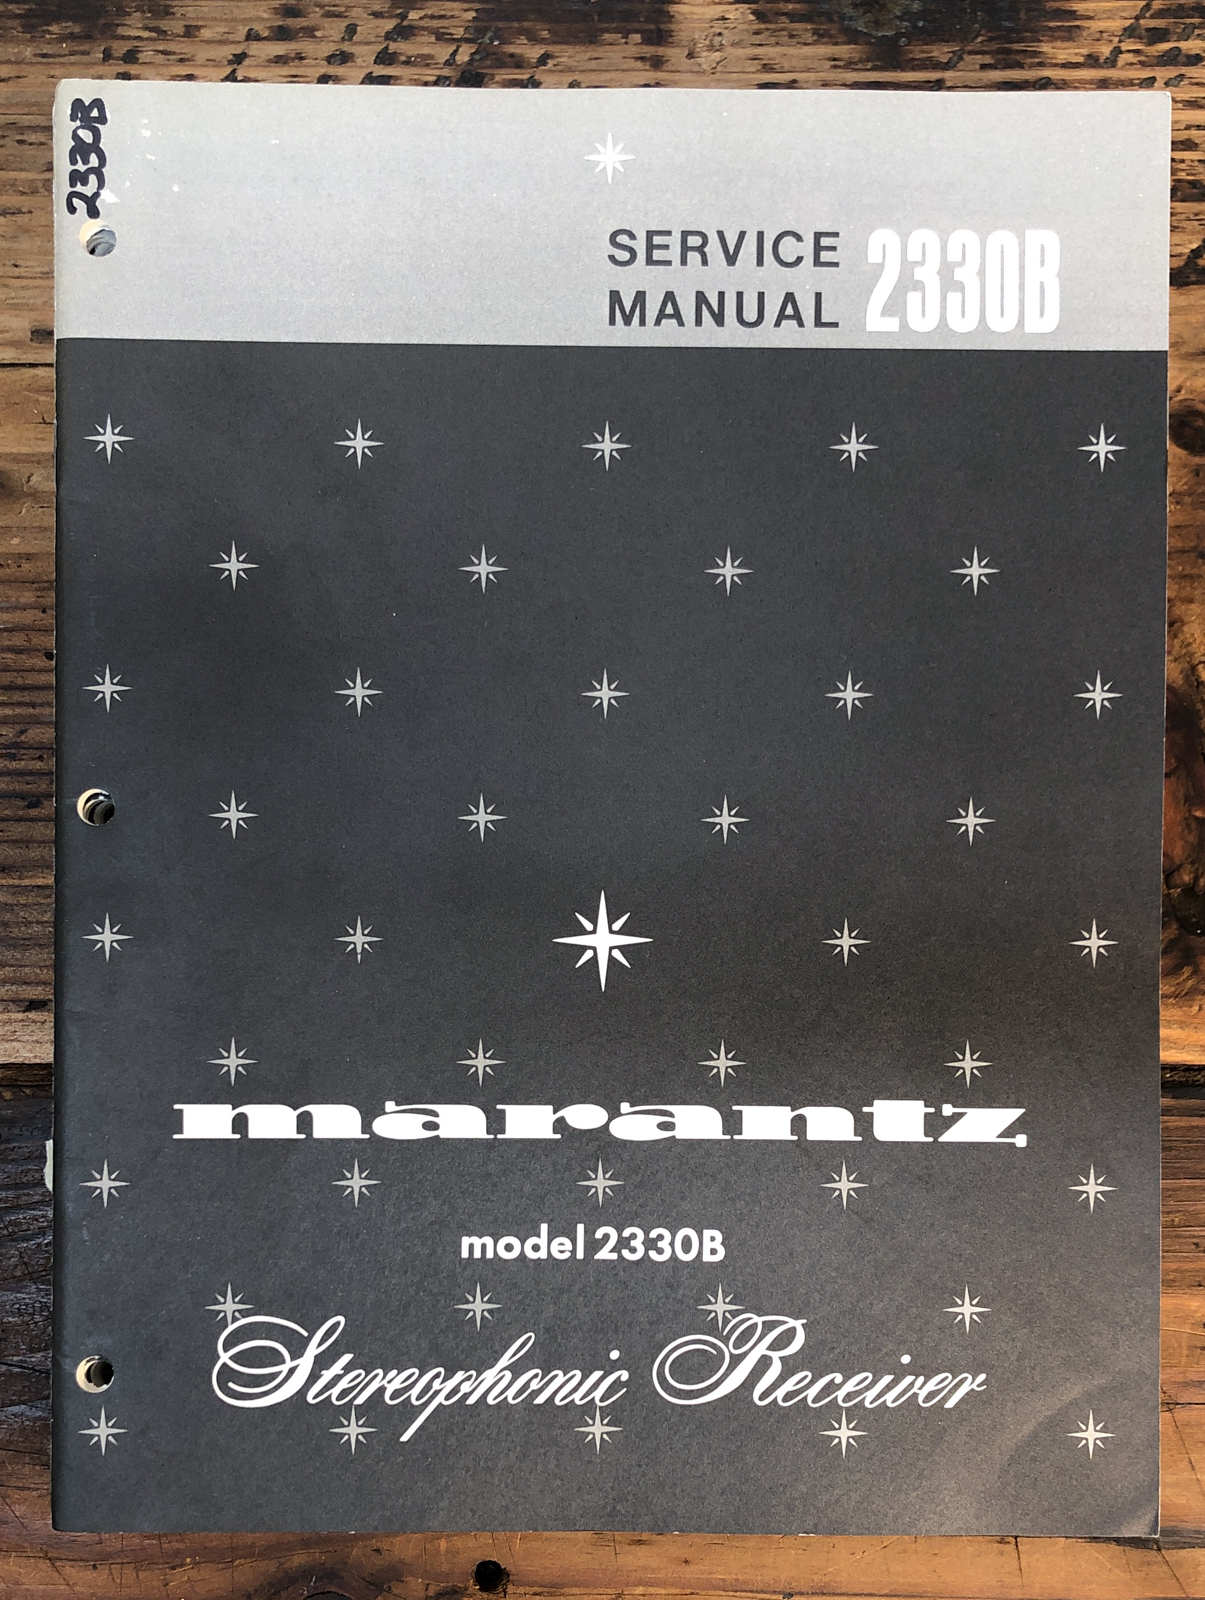 2330B
SERVICE
MANUAL 2330B
marantz
model 2330B
Stereophonic Receiver